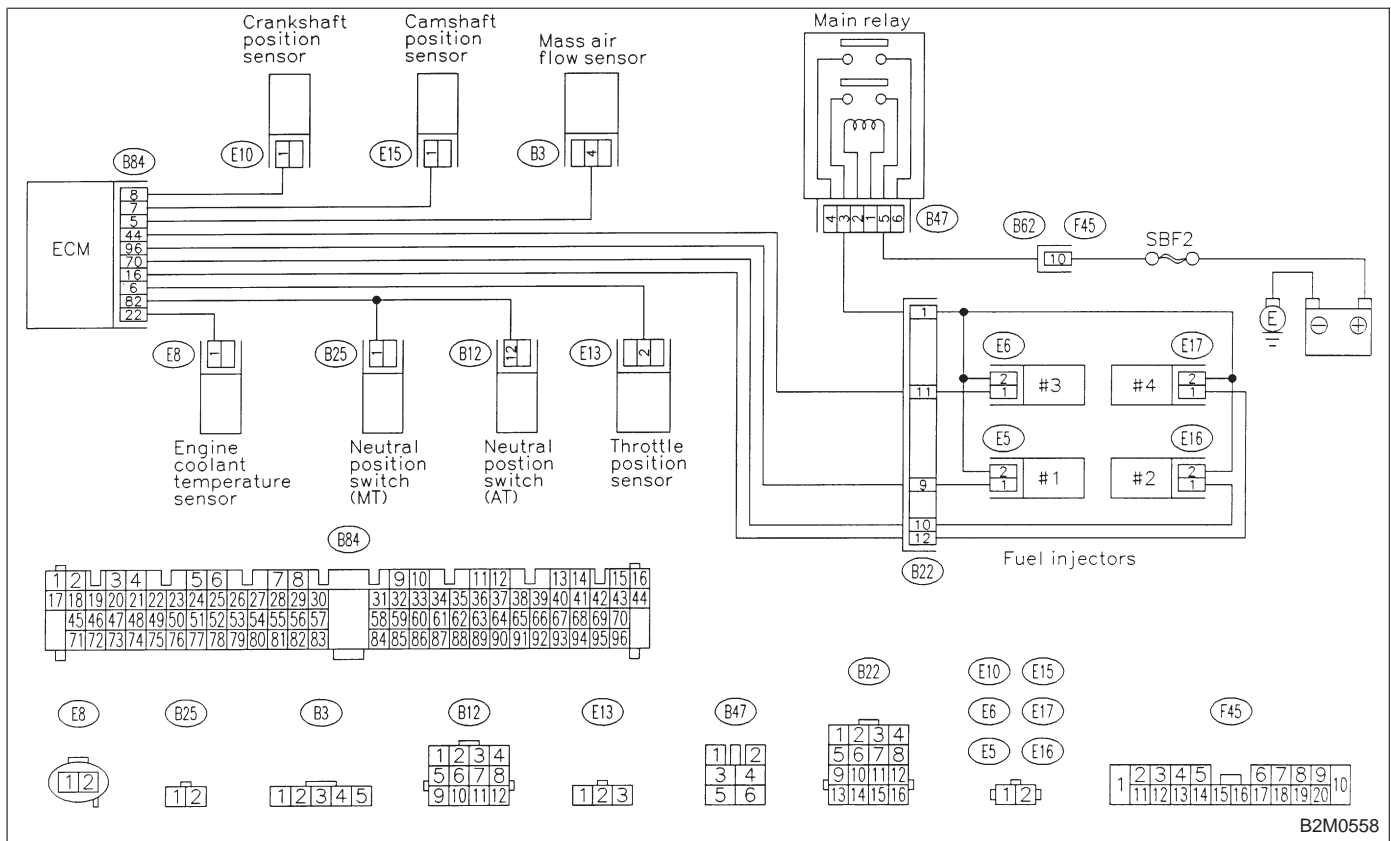 Crankshaft
position
sensor
Camshaft
position
sensor
Mass air
flow sensor
Main relay
E10
1
E15
1
B3
4
B84
ECM
8
7
5
44
96
70
16
6
82
22
4 3 2 1 5 6
B47
B62
F45
10
SBF2
E
⊖ ⊕
E8
1
B25
1
B12
12
E13
2
Engine
coolant
temperature
sensor
Neutral
position
switch
(MT)
Neutral
postion
switch
(AT)
Throttle
position
sensor
1
11
9
10
12
B22
E6
2
1
#3
E17
#4
2
1
E5
2
1
#1
E16
#2
2
1
Fuel injectors
B84
1 2 3 4 5 6 7 8 9 10 11 12 13 14 15 16
17 18 19 20 21 22 23 24 25 26 27 28 29 30 31 32 33 34 35 36 37 38 39 40 41 42 43 44
45 46 47 48 49 50 51 52 53 54 55 56 57 58 59 60 61 62 63 64 65 66 67 68 69 70
71 72 73 74 75 76 77 78 79 80 81 82 83 84 85 86 87 88 89 90 91 92 93 94 95 96
E8
1 2
B25
1 2
B3
1 2 3 4 5
B12
1 2 3 4
5 6 7 8
9 10 11 12
E13
1 2 3
B47
1 2
3 4
5 6
B22
1 2 3 4
5 6 7 8
9 10 11 12
13 14 15 16
E10 E15
E6 E17
E5 E16
1 2
F45
1 2 3 4 5 6 7 8 9 10
11 12 13 14 15 16 17 18 19 20
B2M0558